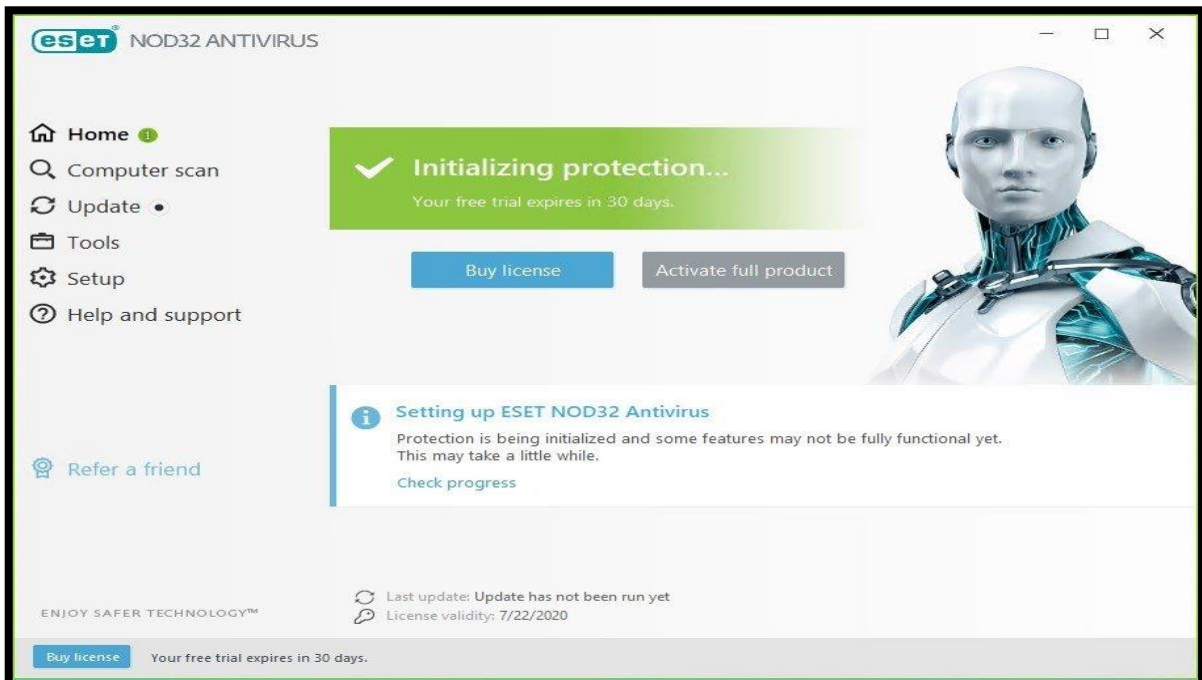 eset® NOD32 ANTIVIRUS
Home 1
Computer scan
Update
Tools
Setup
Help and support
Refer a friend
ENJOY SAFER TECHNOLOGY™
Initializing protection...
Your free trial expires in 30 days.
Buy license
Activate full product
Setting up ESET NOD32 Antivirus
Protection is being initialized and some features may not be fully functional yet.
This may take a little while.
Check progress
Last update: Update has not been run yet
License validity: 7/22/2020
Buy license Your free trial expires in 30 days.